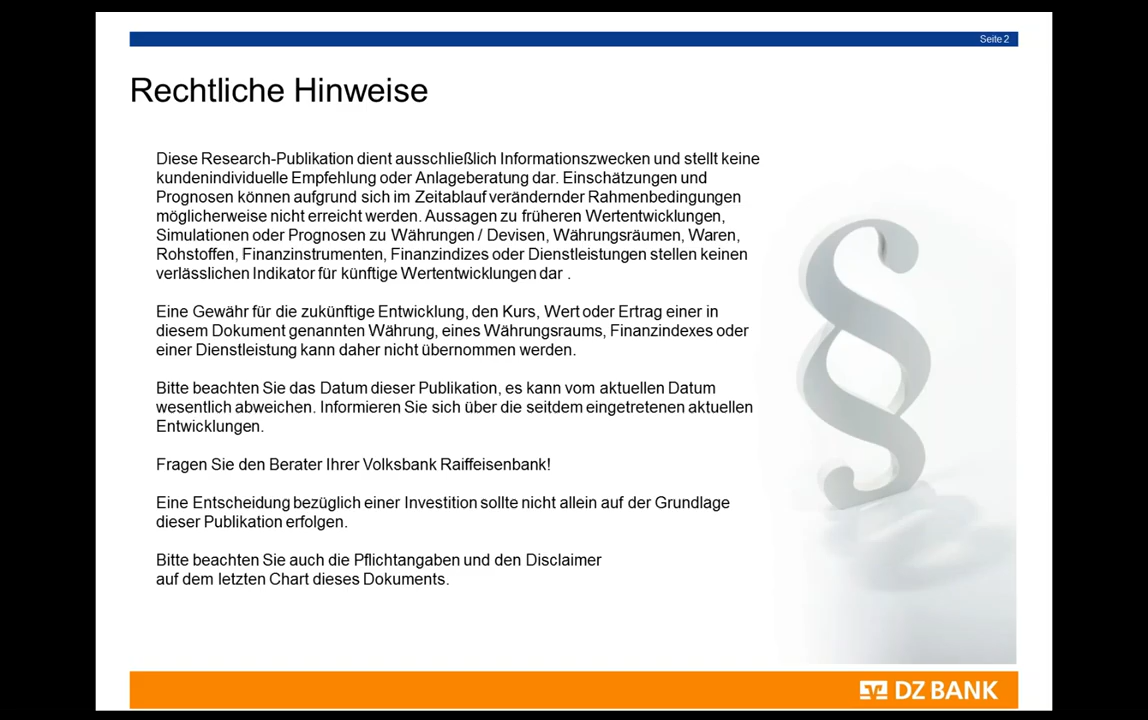 Seite 2
Rechtliche Hinweise
Diese Research-Publikation dient ausschließlich Informationszwecken und stellt keine
kundenindividuelle Empfehlung oder Anlageberatung dar. Einschätzungen und
Prognosen können aufgrund sich im Zeitablauf verändernder Rahmenbedingungen
möglicherweise nicht erreicht werden. Aussagen zu früheren Wertentwicklungen,
Simulationen oder Prognosen zu Währungen / Devisen, Währungsräumen, Waren,
Rohstoffen, Finanzinstrumenten, Finanzindizes oder Dienstleistungen stellen keinen
verlässlichen Indikator für künftige Wertentwicklungen dar .
Eine Gewähr für die zukünftige Entwicklung, den Kurs, Wert oder Ertrag einer in
diesem Dokument genannten Währung, eines Währungsraums, Finanzindexes oder
einer Dienstleistung kann daher nicht übernommen werden.
Bitte beachten Sie das Datum dieser Publikation, es kann vom aktuellen Datum
wesentlich abweichen. Informieren Sie sich über die seitdem eingetretenen aktuellen
Entwicklungen.
Fragen Sie den Berater Ihrer Volksbank Raiffeisenbank!
Eine Entscheidung bezüglich einer Investition sollte nicht allein auf der Grundlage
dieser Publikation erfolgen.
Bitte beachten Sie auch die Pflichtangaben und den Disclaimer
auf dem letzten Chart dieses Dokuments.
§
DZ BANK